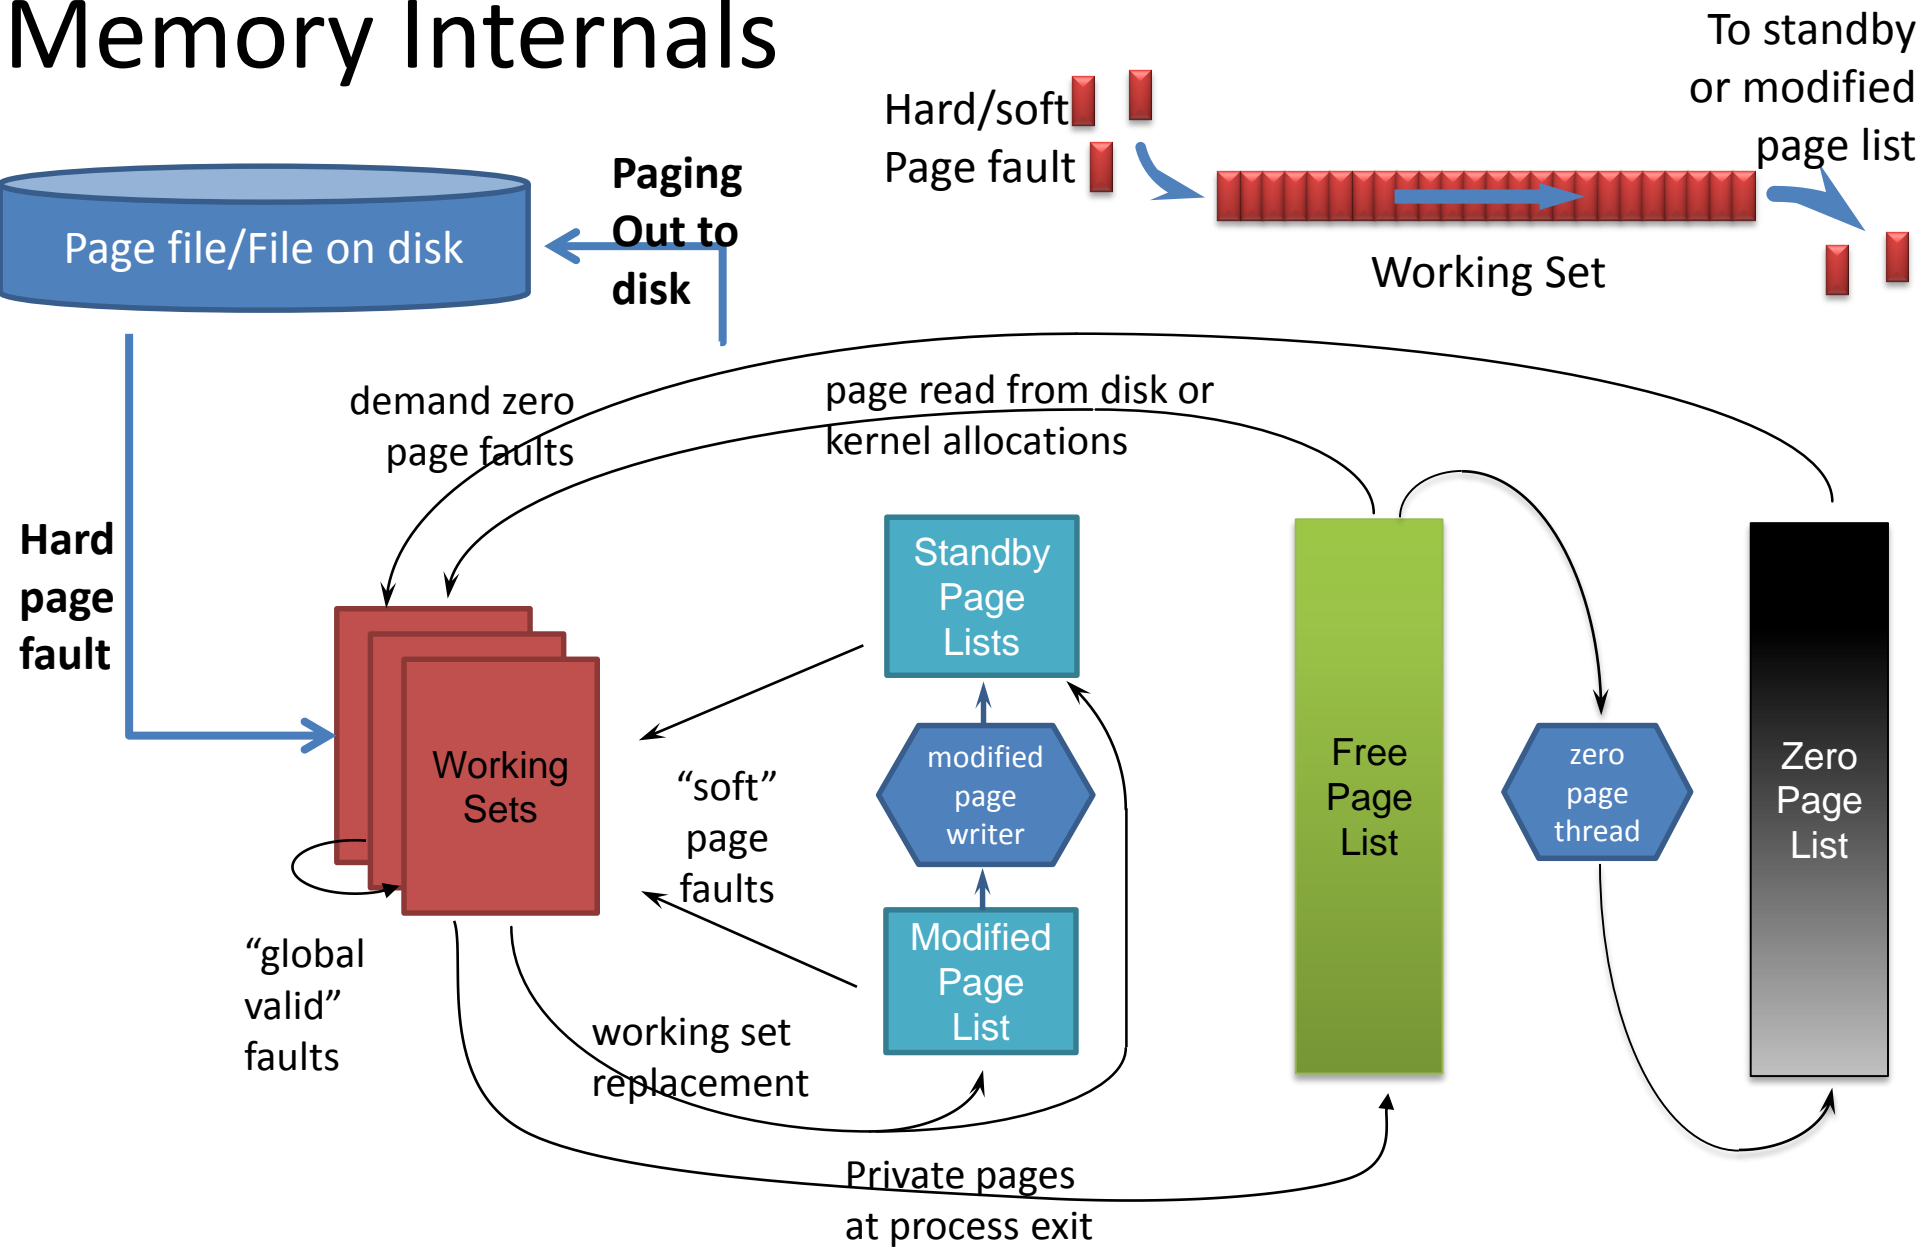 Memory Internals
To standby
or modified
page list
Hard/soft
Page fault
Working Set
Page file/File on disk
Paging
Out to
disk
demand zero
page faults
page read from disk or
kernel allocations
Hard
page
fault
Standby
Page
Lists
modified
page
writer
Modified
Page
List
Working
Sets
“soft”
page
faults
“global
valid”
faults
working set
replacement
Private pages
at process exit
Free
Page
List
zero
page
thread
Zero
Page
List